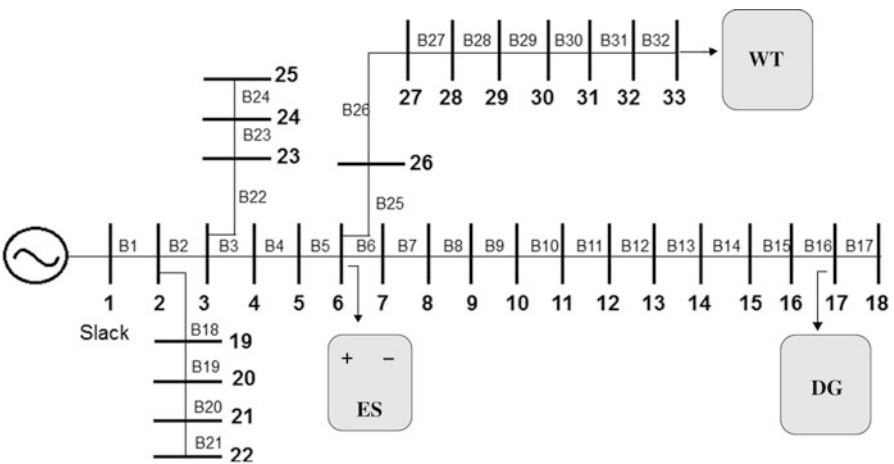 B27 B28 B29 B30 B31 B32
WT
27 28 29 30 31 32 33
25
B24
24
B23
23
B26
26
B22
B25
B1 B2 B3 B4 B5 B6 B7 B8 B9 B10 B11 B12 B13 B14 B15 B16 B17
1 2 3 4 5 6 7 8 9 10 11 12 13 14 15 16 17 18
Slack
B18
19
B19
20
B20
21
B21
22
+ −
ES
DG